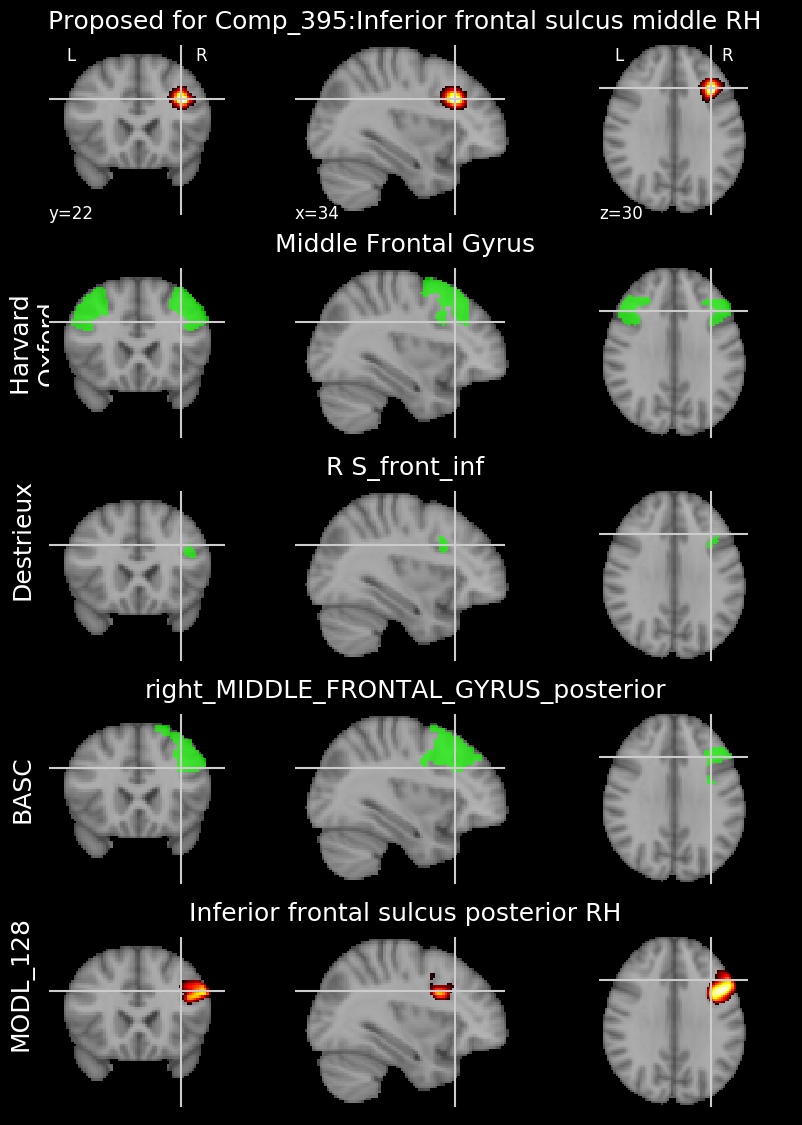 Proposed for Comp_395:Inferior frontal sulcus middle RH
L R
L R
y=22 x=34 z=30
Middle Frontal Gyrus
Harvard
Oxford
R S_front_inf
Destrieux
right_MIDDLE_FRONTAL_GYRUS_posterior
BASC
Inferior frontal sulcus posterior RH
MODL_128